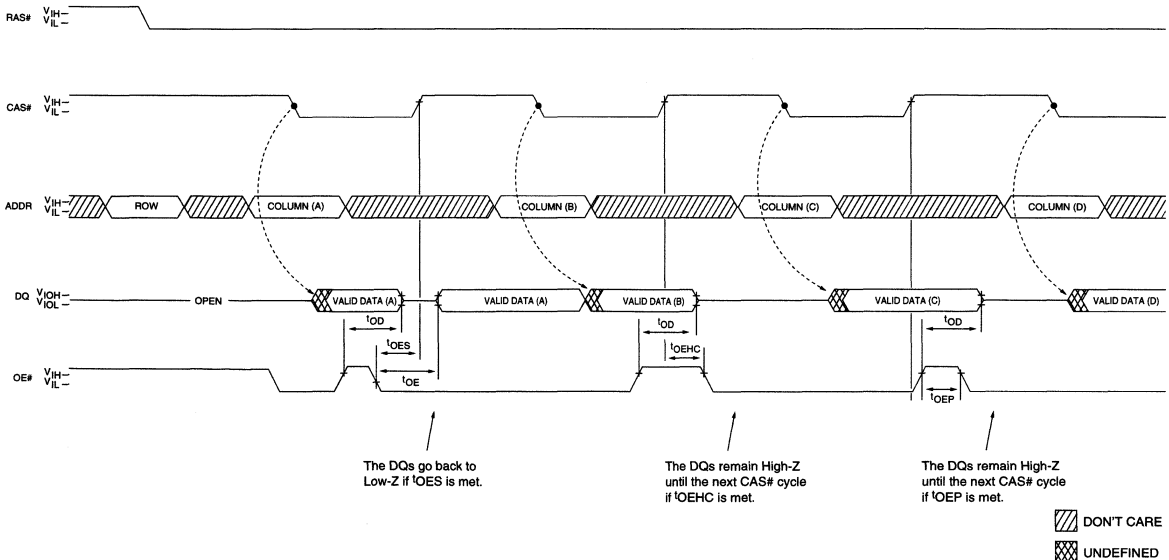 RAS# VIH– VIL–
CAS# VIH– VIL–
ADDR VIH– VIL– ROW COLUMN (A) COLUMN (B) COLUMN (C) COLUMN (D)
DQ VIOH– VIOL– OPEN VALID DATA (A) VALID DATA (A) VALID DATA (B) VALID DATA (C) VALID DATA (D)
tOD tOD tOD
tOES tOEHC
OE# VIH– VIL– tOE tOEP
The DQs go back to
Low-Z if tOES is met.
The DQs remain High-Z
until the next CAS# cycle
if tOEHC is met.
The DQs remain High-Z
until the next CAS# cycle
if tOEP is met.
DON'T CARE
UNDEFINED